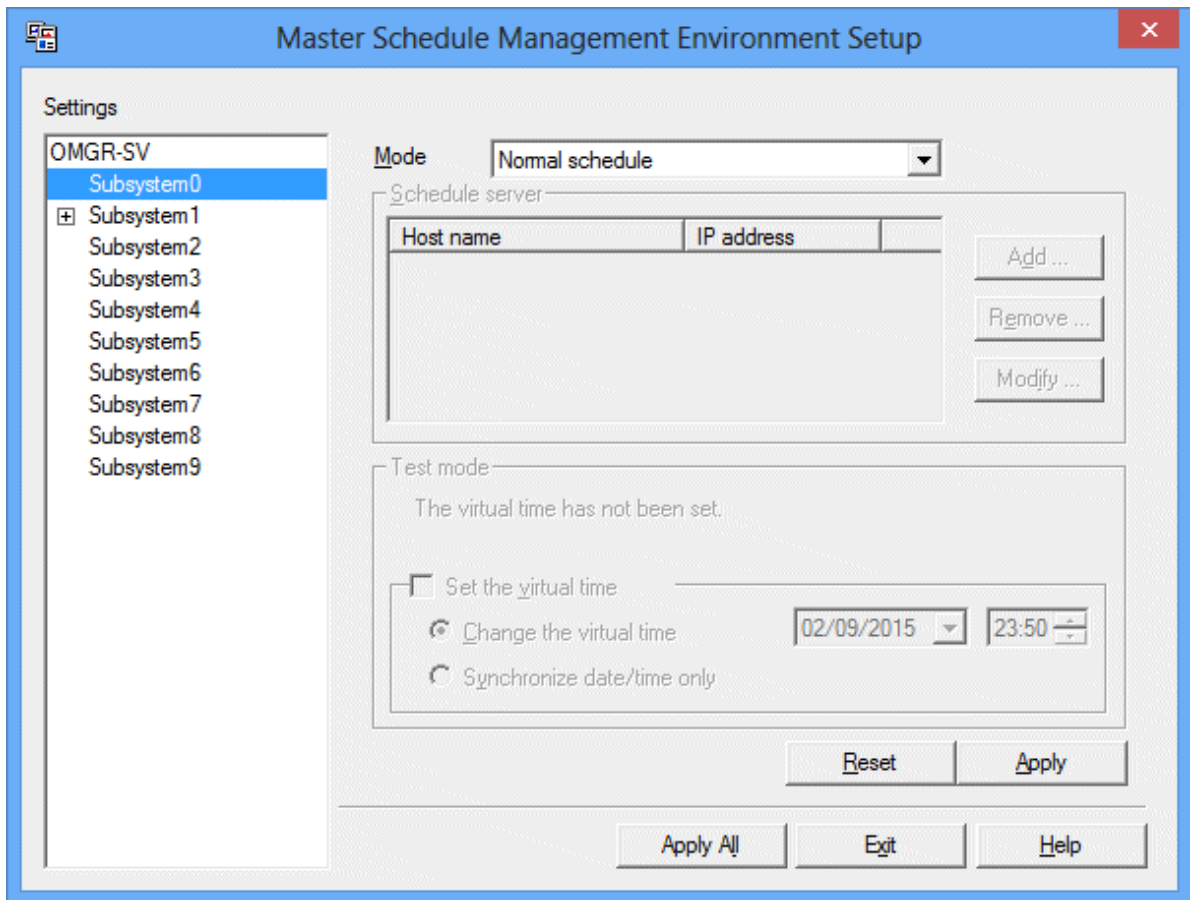 Master Schedule Management Environment Setup
Settings
OMGR-SV
Subsystem0
Subsystem1
Subsystem2
Subsystem3
Subsystem4
Subsystem5
Subsystem6
Subsystem7
Subsystem8
Subsystem9
Mode Normal schedule
Schedule server
Host name IP address
Add ...
Remove ...
Modify ...
Test mode
The virtual time has not been set.
Set the virtual time
Change the virtual time 02/09/2015 23:50
Synchronize date/time only
Reset Apply
Apply All Exit Help